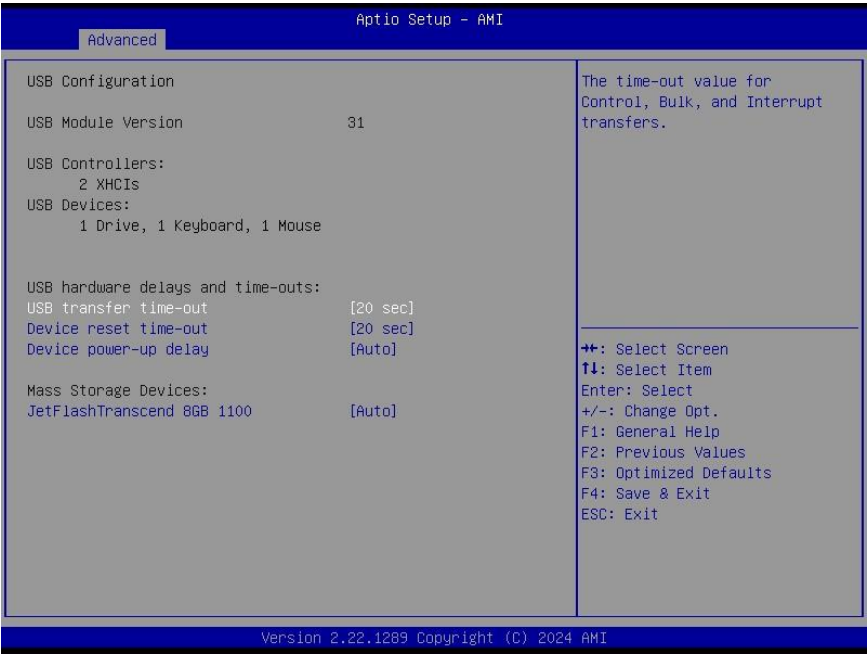 Aptio Setup - AMI
Advanced
USB Configuration
USB Module Version 31
USB Controllers:
2 XHCIs
USB Devices:
1 Drive, 1 Keyboard, 1 Mouse
USB hardware delays and time-outs:
USB transfer time-out [20 sec]
Device reset time-out [20 sec]
Device power-up delay [Auto]
Mass Storage Devices:
JetFlashTranscend 8GB 1100 [Auto]
The time-out value for
Control, Bulk, and Interrupt
transfers.
→←: Select Screen
↑↓: Select Item
Enter: Select
+/-: Change Opt.
F1: General Help
F2: Previous Values
F3: Optimized Defaults
F4: Save & Exit
ESC: Exit
Version 2.22.1289 Copyright (C) 2024 AMI